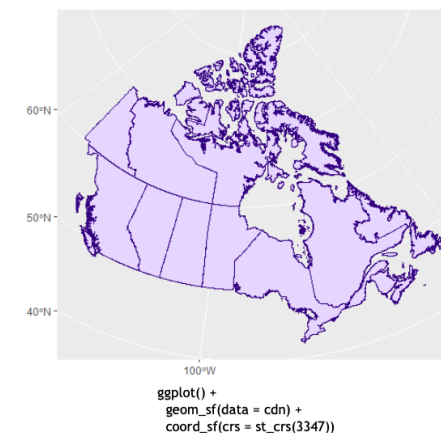 60°N
50°N
40°N
100°W
ggplot() +
geom_sf(data = cdn) +
coord_sf(crs = st_crs(3347))